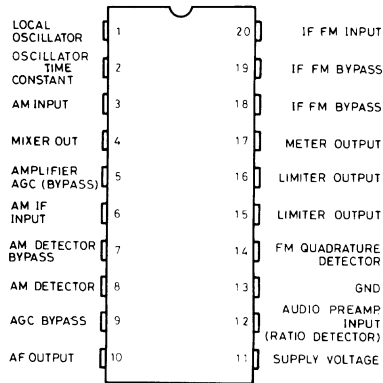 LOCAL
OSCILLATOR
1
OSCILLATOR
TIME
CONSTANT
2
AM INPUT
3
MIXER OUT
4
AMPLIFIER
AGC (BYPASS)
5
AM IF
INPUT
6
AM DETECTOR
BYPASS
7
AM DETECTOR
8
AGC BYPASS
9
AF OUTPUT
10
20
IF FM INPUT
19
IF FM BYPASS
18
IF FM BYPASS
17
METER OUTPUT
16
LIMITER OUTPUT
15
LIMITER OUTPUT
14
FM QUADRATURE
DETECTOR
13
GND
12
AUDIO PREAMP.
INPUT
(RATIO DETECTOR)
11
SUPPLY VOLTAGE